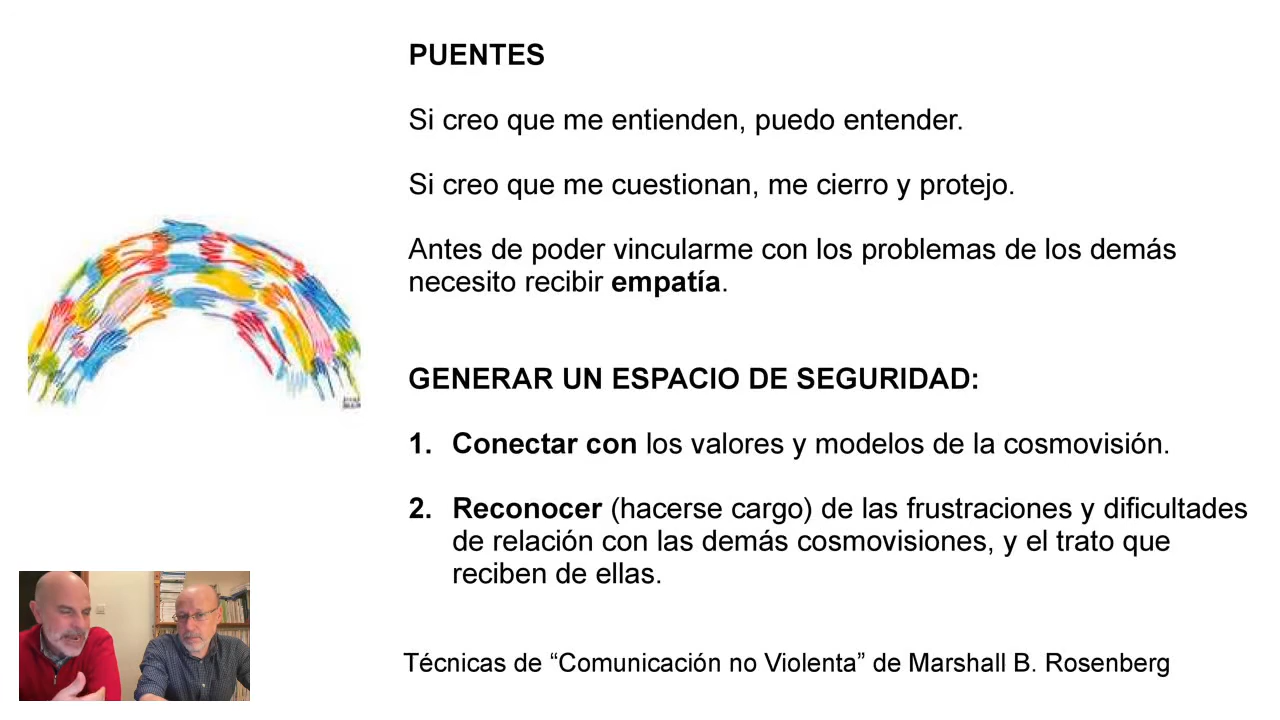 PUENTES
Si creo que me entienden, puedo entender.
Si creo que me cuestionan, me cierro y protejo.
Antes de poder vincularme con los problemas de los demás
necesito recibir empatía.
GENERAR UN ESPACIO DE SEGURIDAD:
1. Conectar con los valores y modelos de la cosmovisión.
2. Reconocer (hacerse cargo) de las frustraciones y dificultades
de relación con las demás cosmovisiones, y el trato que
reciben de ellas.
Técnicas de “Comunicación no Violenta” de Marshall B. Rosenberg